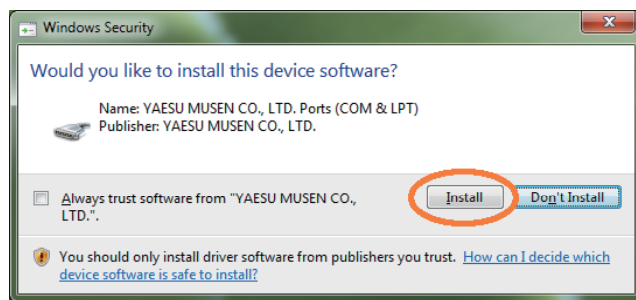 Windows Security
Would you like to install this device software?
Name: YAESU MUSEN CO., LTD. Ports (COM & LPT)
Publisher: YAESU MUSEN CO., LTD.
Always trust software from "YAESU MUSEN CO.,
LTD.".
Install
Don't Install
You should only install driver software from publishers you trust. How can I decide which
device software is safe to install?